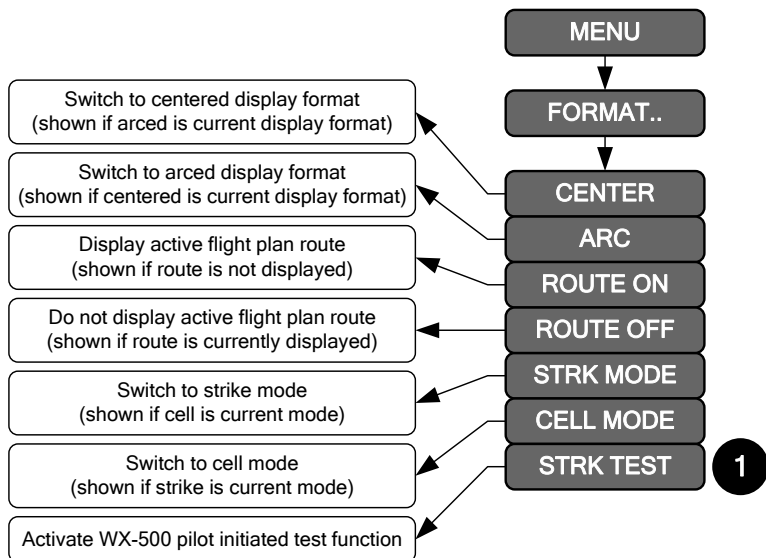 MENU
FORMAT..
Switch to centered display format
(shown if arced is current display format)
CENTER
Switch to arced display format
(shown if centered is current display format)
ARC
Display active flight plan route
(shown if route is not displayed)
ROUTE ON
Do not display active flight plan route
(shown if route is currently displayed)
ROUTE OFF
Switch to strike mode
(shown if cell is current mode)
STRK MODE
Switch to cell mode
(shown if strike is current mode)
CELL MODE
Activate WX-500 pilot initiated test function
STRK TEST
1